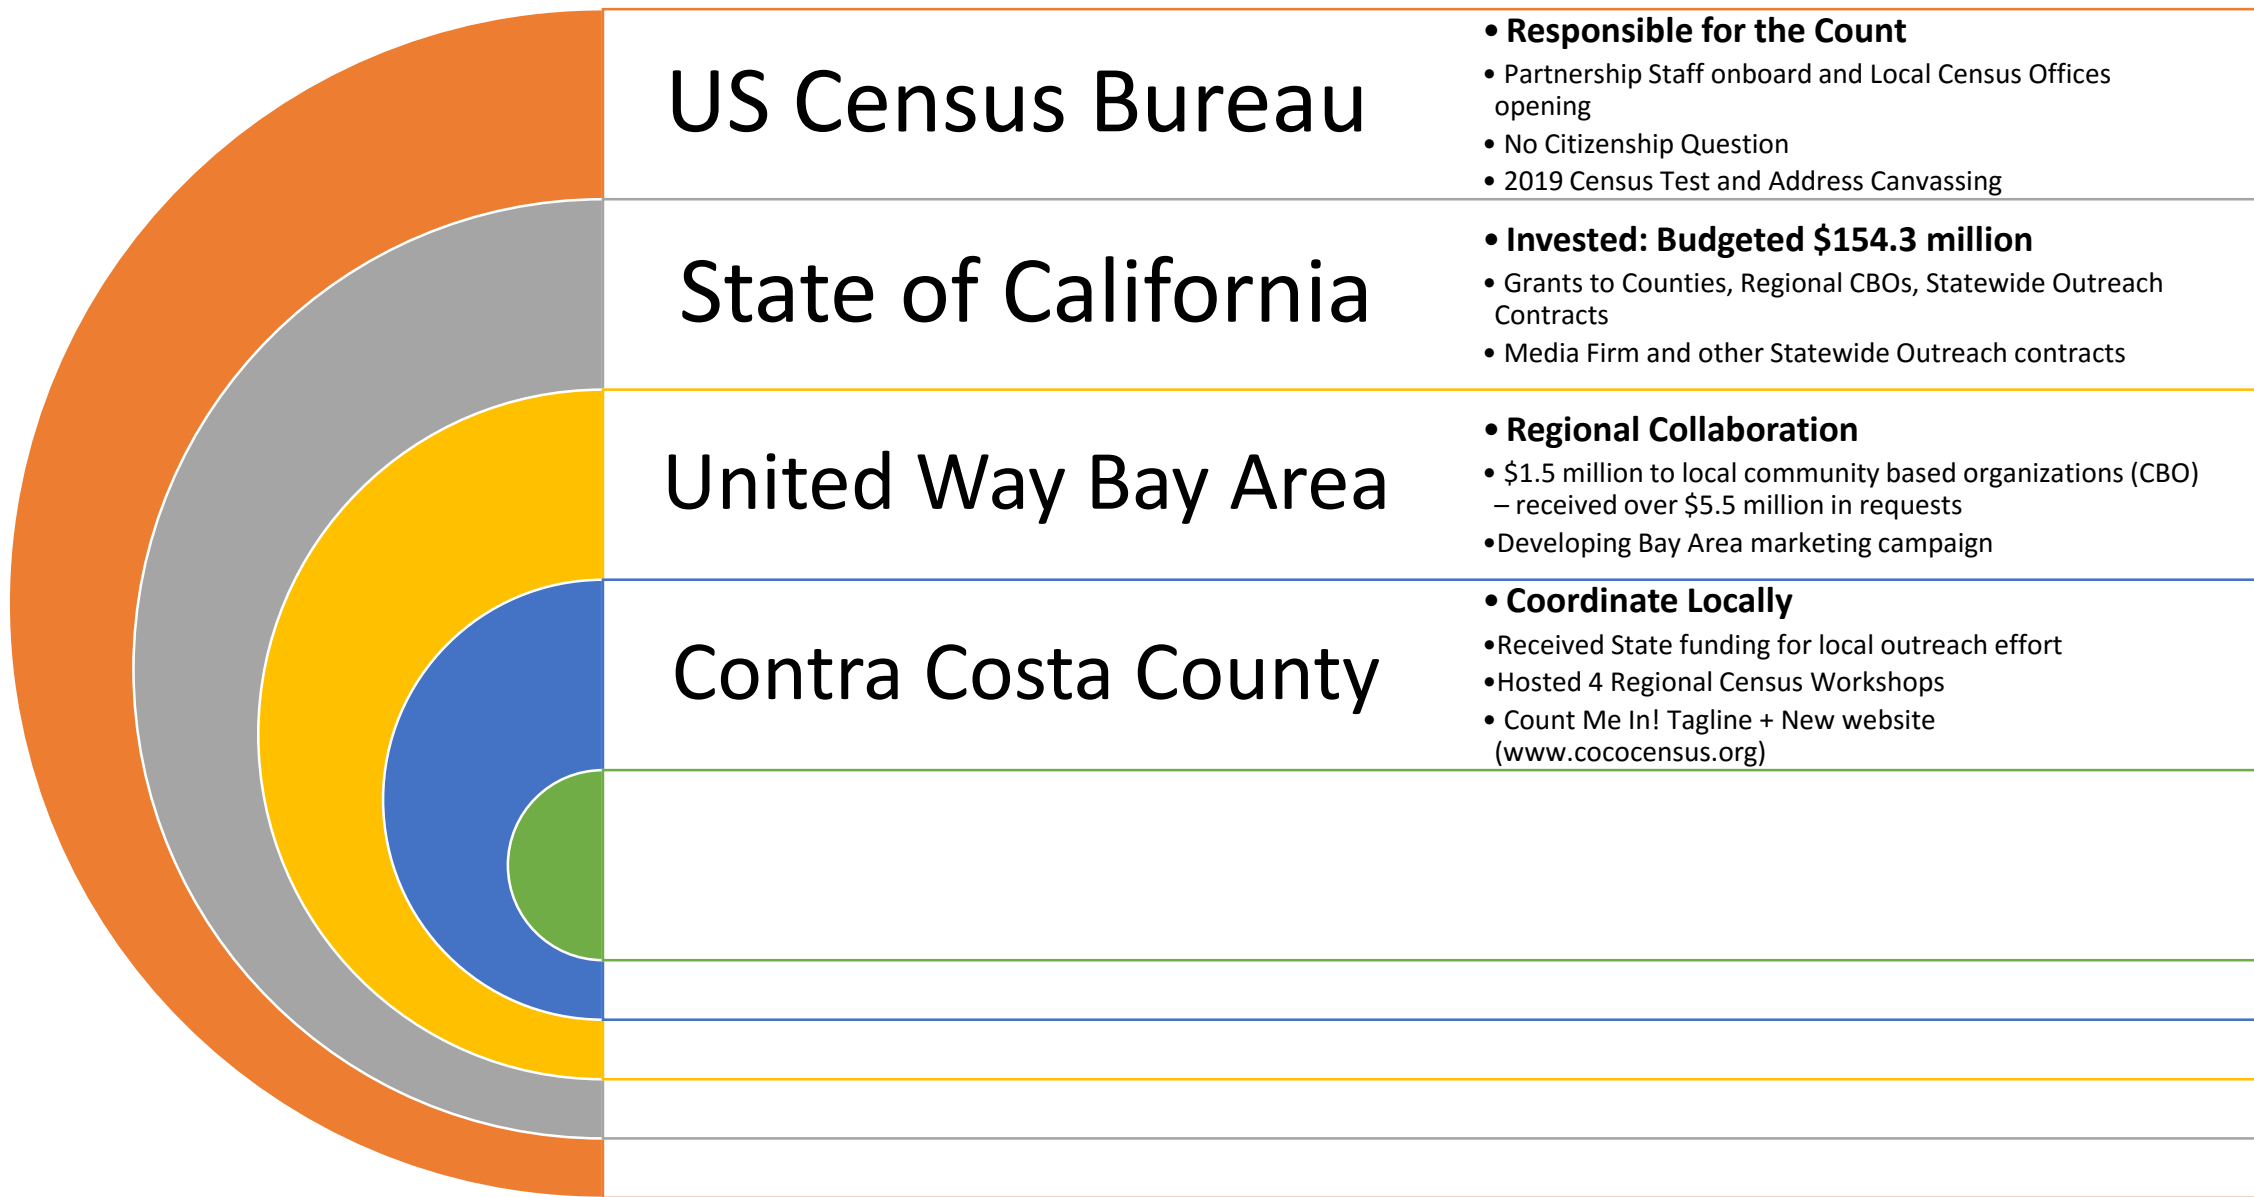 US Census Bureau
• Responsible for the Count
• Partnership Staff onboard and Local Census Offices
opening
• No Citizenship Question
• 2019 Census Test and Address Canvassing
State of California
• Invested: Budgeted $154.3 million
• Grants to Counties, Regional CBOs, Statewide Outreach
Contracts
• Media Firm and other Statewide Outreach contracts
United Way Bay Area
• Regional Collaboration
• $1.5 million to local community based organizations (CBO)
– received over $5.5 million in requests
•Developing Bay Area marketing campaign
Contra Costa County
• Coordinate Locally
•Received State funding for local outreach effort
•Hosted 4 Regional Census Workshops
• Count Me In! Tagline + New website
(www.cococensus.org)